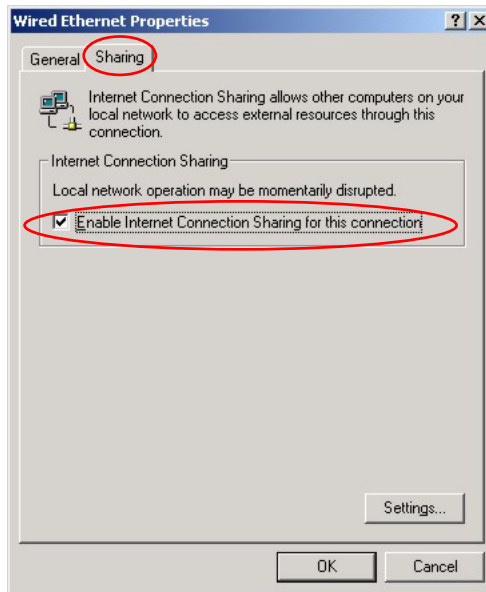 Wired Ethernet Properties
General Sharing
Internet Connection Sharing allows other computers on your
local network to access external resources through this
connection.
Internet Connection Sharing
Local network operation may be momentarily disrupted.
Enable Internet Connection Sharing for this connection
Settings...
OK Cancel